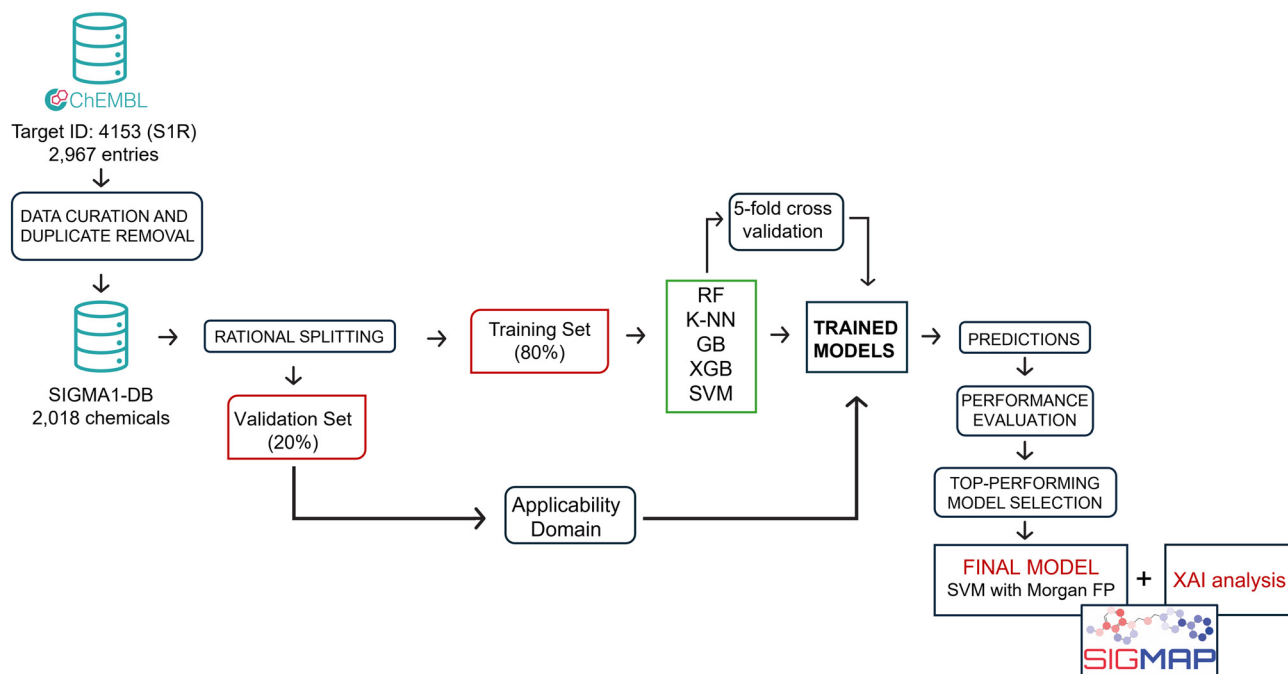 ChEMBL
Target ID: 4153 (S1R)
2,967 entries
DATA CURATION AND
DUPLICATE REMOVAL
SIGMA1-DB
2,018 chemicals
RATIONAL SPLITTING
Validation Set
(20%)
Training Set
(80%)
Applicability
Domain
5-fold cross
validation
RF
K-NN
GB
XGB
SVM
TRAINED
MODELS
PREDICTIONS
PERFORMANCE
EVALUATION
TOP-PERFORMING
MODEL SELECTION
FINAL MODEL
SVM with Morgan FP
+
XAI analysis
SIGMAP